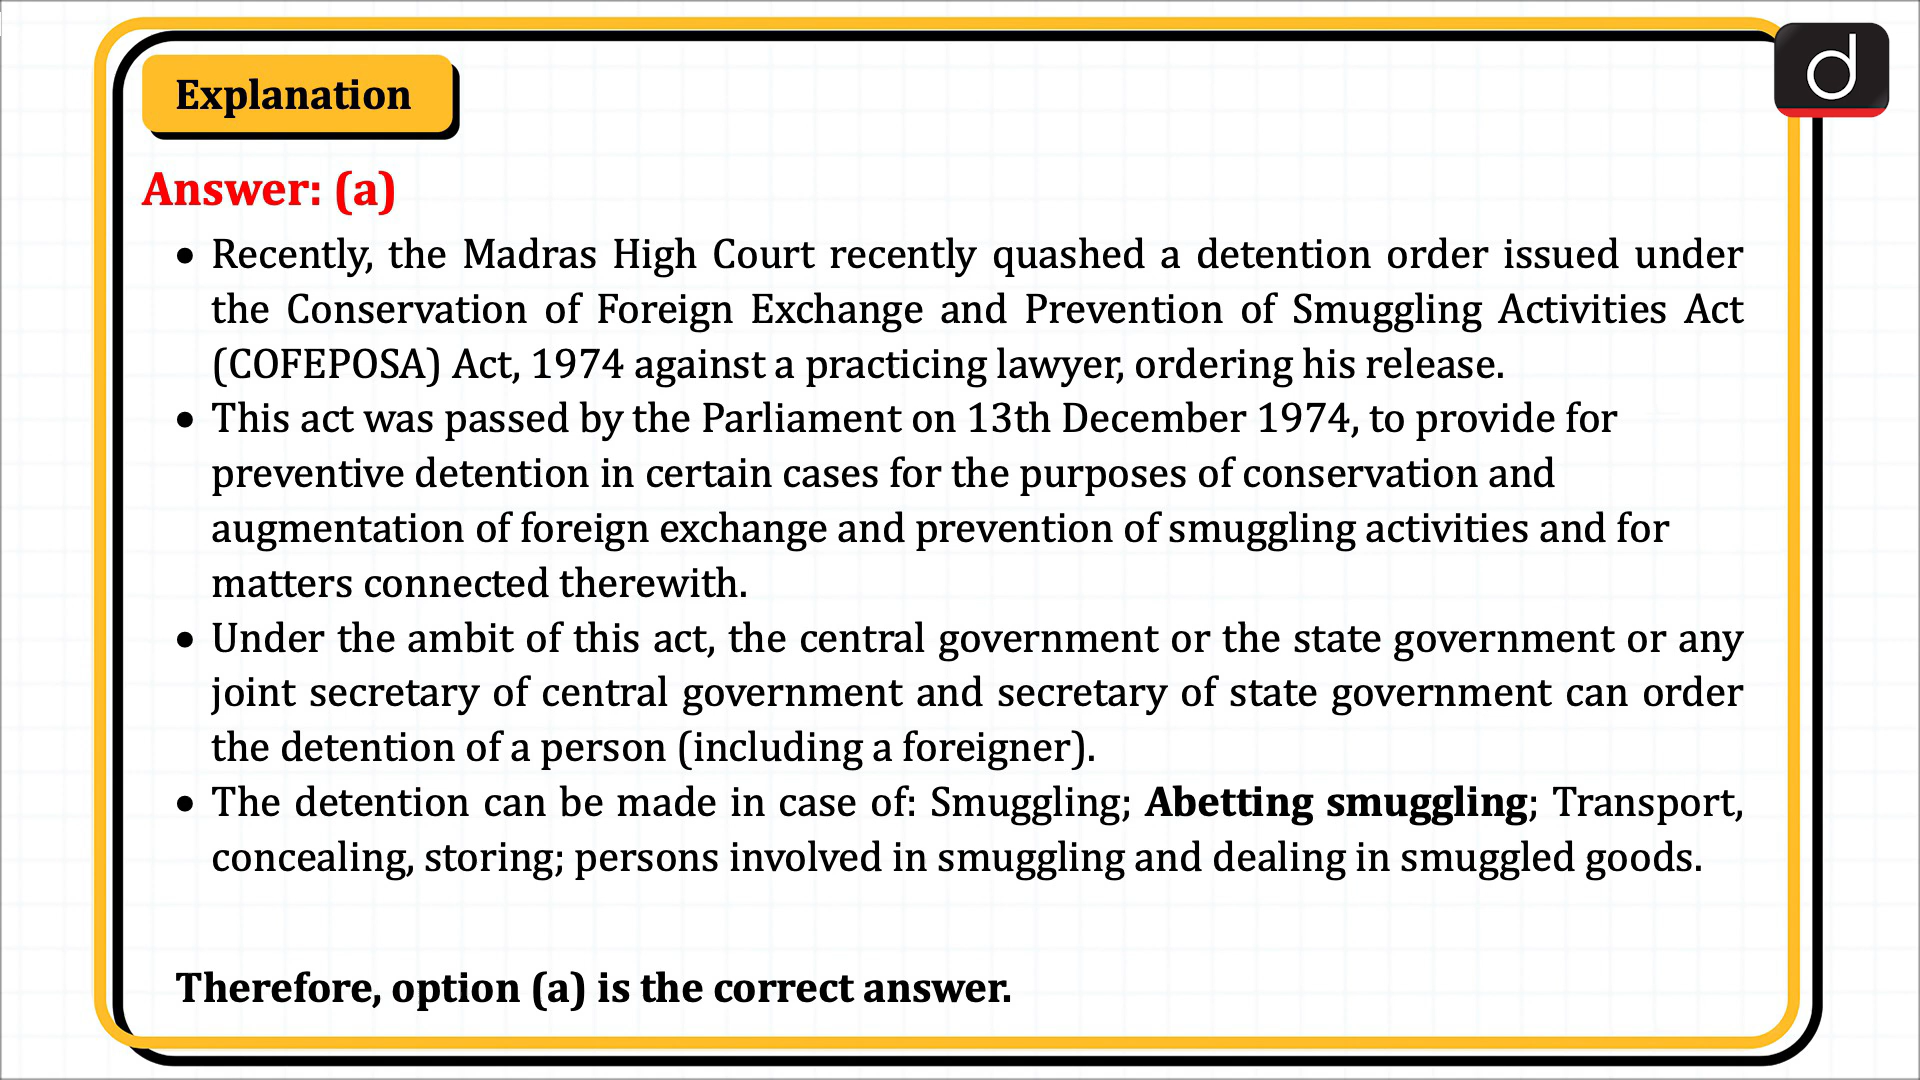 Explanation
Answer: (a)
• Recently, the Madras High Court recently quashed a detention order issued under
the Conservation of Foreign Exchange and Prevention of Smuggling Activities Act
(COFEPOSA) Act, 1974 against a practicing lawyer, ordering his release.
• This act was passed by the Parliament on 13th December 1974, to provide for
preventive detention in certain cases for the purposes of conservation and
augmentation of foreign exchange and prevention of smuggling activities and for
matters connected therewith.
• Under the ambit of this act, the central government or the state government or any
joint secretary of central government and secretary of state government can order
the detention of a person (including a foreigner).
• The detention can be made in case of: Smuggling; Abetting smuggling; Transport,
concealing, storing; persons involved in smuggling and dealing in smuggled goods.
Therefore, option (a) is the correct answer.
d